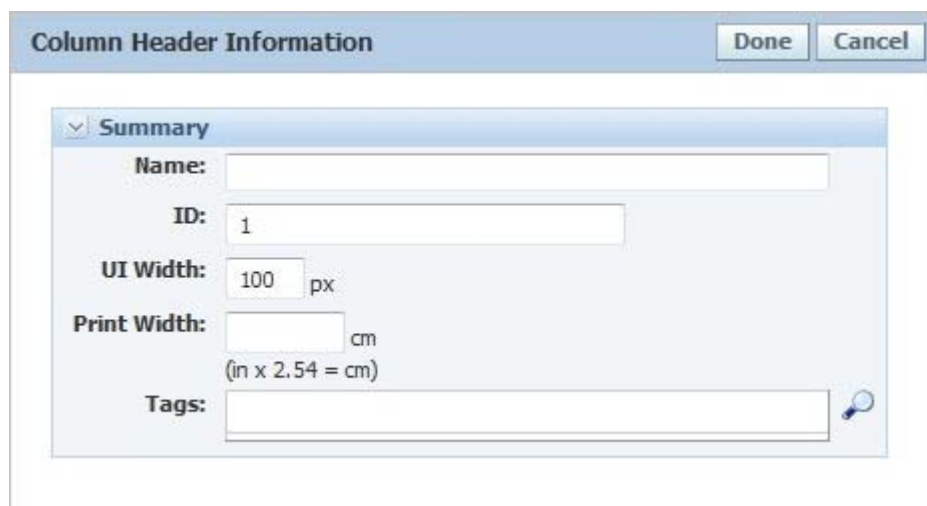 Column Header Information Done Cancel
Summary
Name:
ID: 1
UI Width: 100 px
Print Width: cm
(in x 2.54 = cm)
Tags: